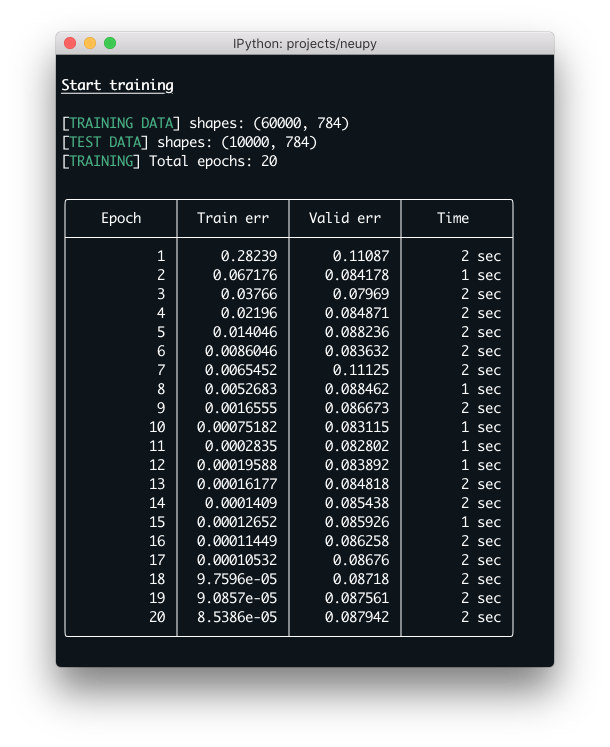 IPython: projects/neupy
Start training
[TRAINING DATA] shapes: (60000, 784)
[TEST DATA] shapes: (10000, 784)
[TRAINING] Total epochs: 20
Epoch Train err Valid err Time
1 0.28239 0.11087 2 sec
2 0.067176 0.084178 1 sec
3 0.03766 0.07969 2 sec
4 0.02196 0.084871 2 sec
5 0.014046 0.088236 2 sec
6 0.0086046 0.083632 2 sec
7 0.0065452 0.11125 2 sec
8 0.0052683 0.088462 1 sec
9 0.0016555 0.086673 2 sec
10 0.00075182 0.083115 1 sec
11 0.0002835 0.082802 1 sec
12 0.00019588 0.083892 1 sec
13 0.00016177 0.084818 2 sec
14 0.0001409 0.085438 2 sec
15 0.00012652 0.085926 1 sec
16 0.00011449 0.086258 2 sec
17 0.00010532 0.08676 2 sec
18 9.7596e-05 0.08718 2 sec
19 9.0857e-05 0.087561 2 sec
20 8.5386e-05 0.087942 2 sec